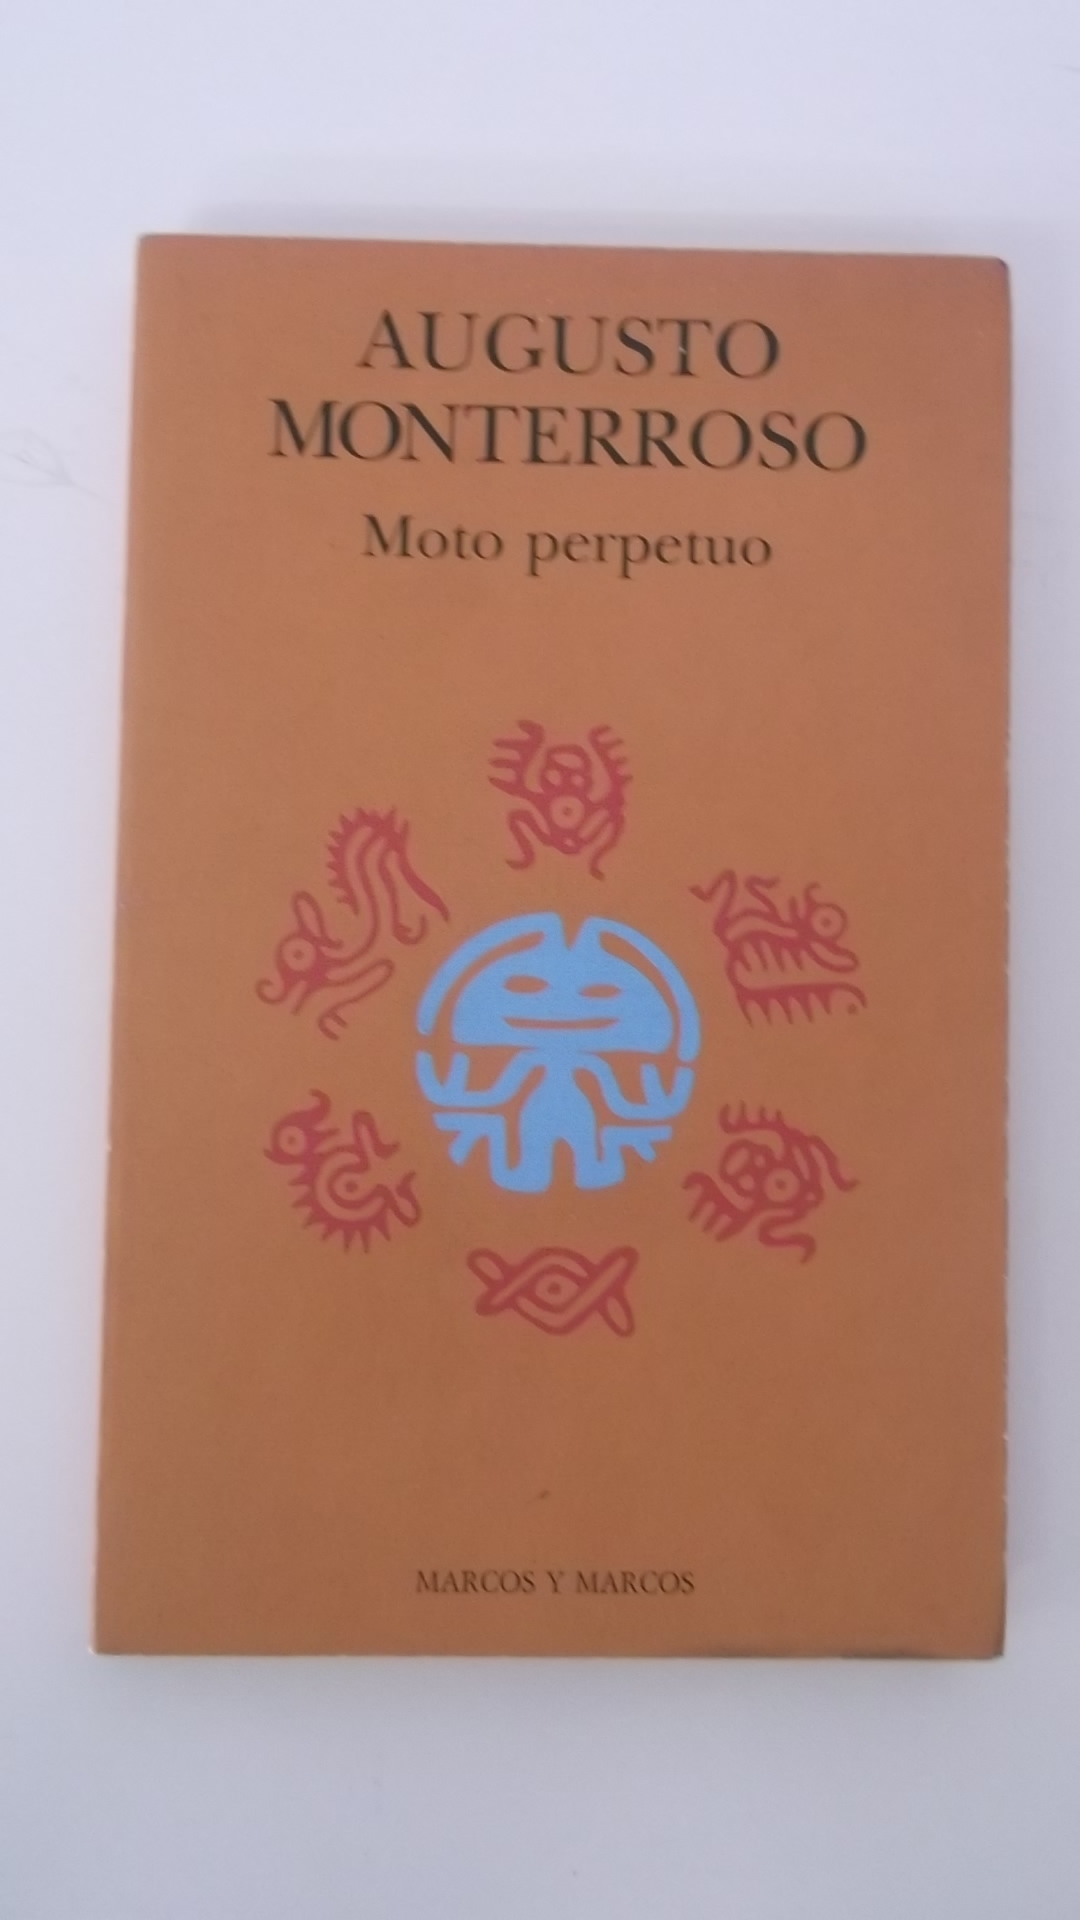 AUGUSTO
MONTERROSO
Moto perpetuo
MARCOS Y MARCOS